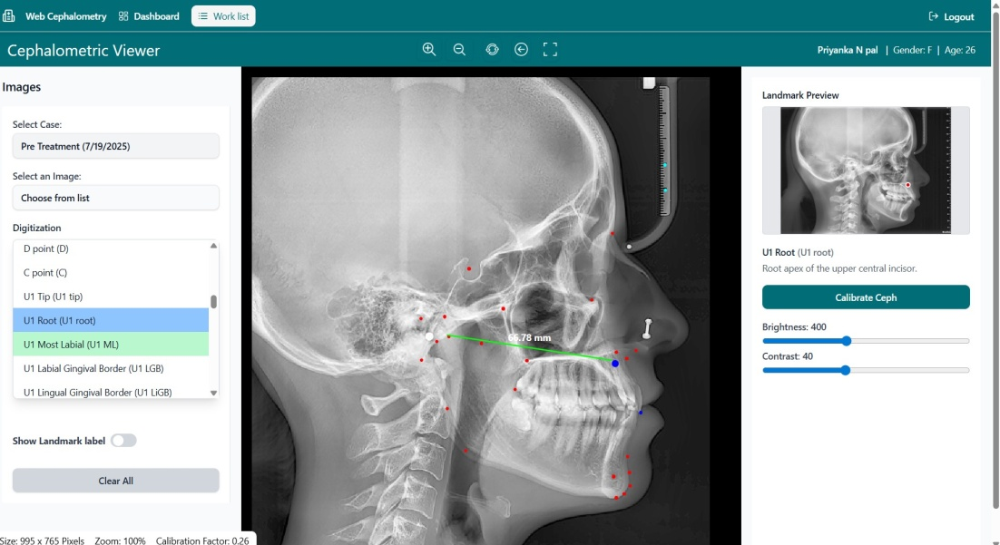 Web Cephalometry
Dashboard
Work list
Logout
Cephalometric Viewer
Priyanka N pal | Gender: F | Age: 26
Images
Select Case:
Pre Treatment (7/19/2025)
Select an Image:
Choose from list
Digitization
D point (D)
C point (C)
U1 Tip (U1 tip)
U1 Root (U1 root)
U1 Most Labial (U1 ML)
U1 Labial Gingival Border (U1 LGB)
U1 Lingual Gingival Border (U1 LiGB)
Show Landmark label
Clear All
Size: 995 x 765 Pixels Zoom: 100% Calibration Factor: 0.26
66.78 mm
Landmark Preview
U1 Root (U1 root)
Root apex of the upper central incisor.
Calibrate Ceph
Brightness: 400
Contrast: 40